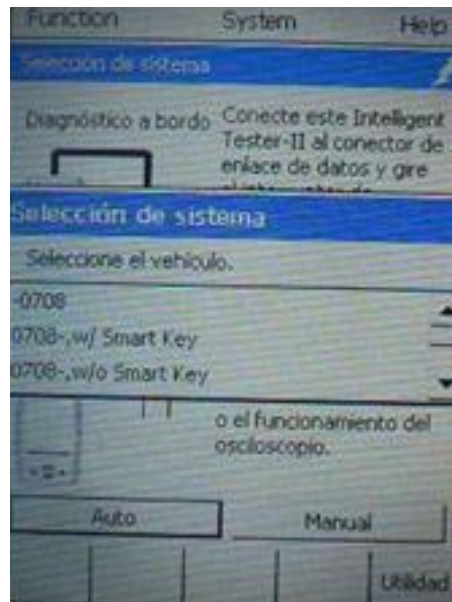 Function System Help
Selección de sistema
Diagnóstico a bordo
Conecte este Intelligent
Tester-II al conector de
enlace de datos y gire
Selección de sistema
Seleccione el vehículo.
-0708
0708-,w/ Smart Key
0708-,w/o Smart Key
o el funcionamiento del
osciloscopio.
Auto Manual
Utilidad